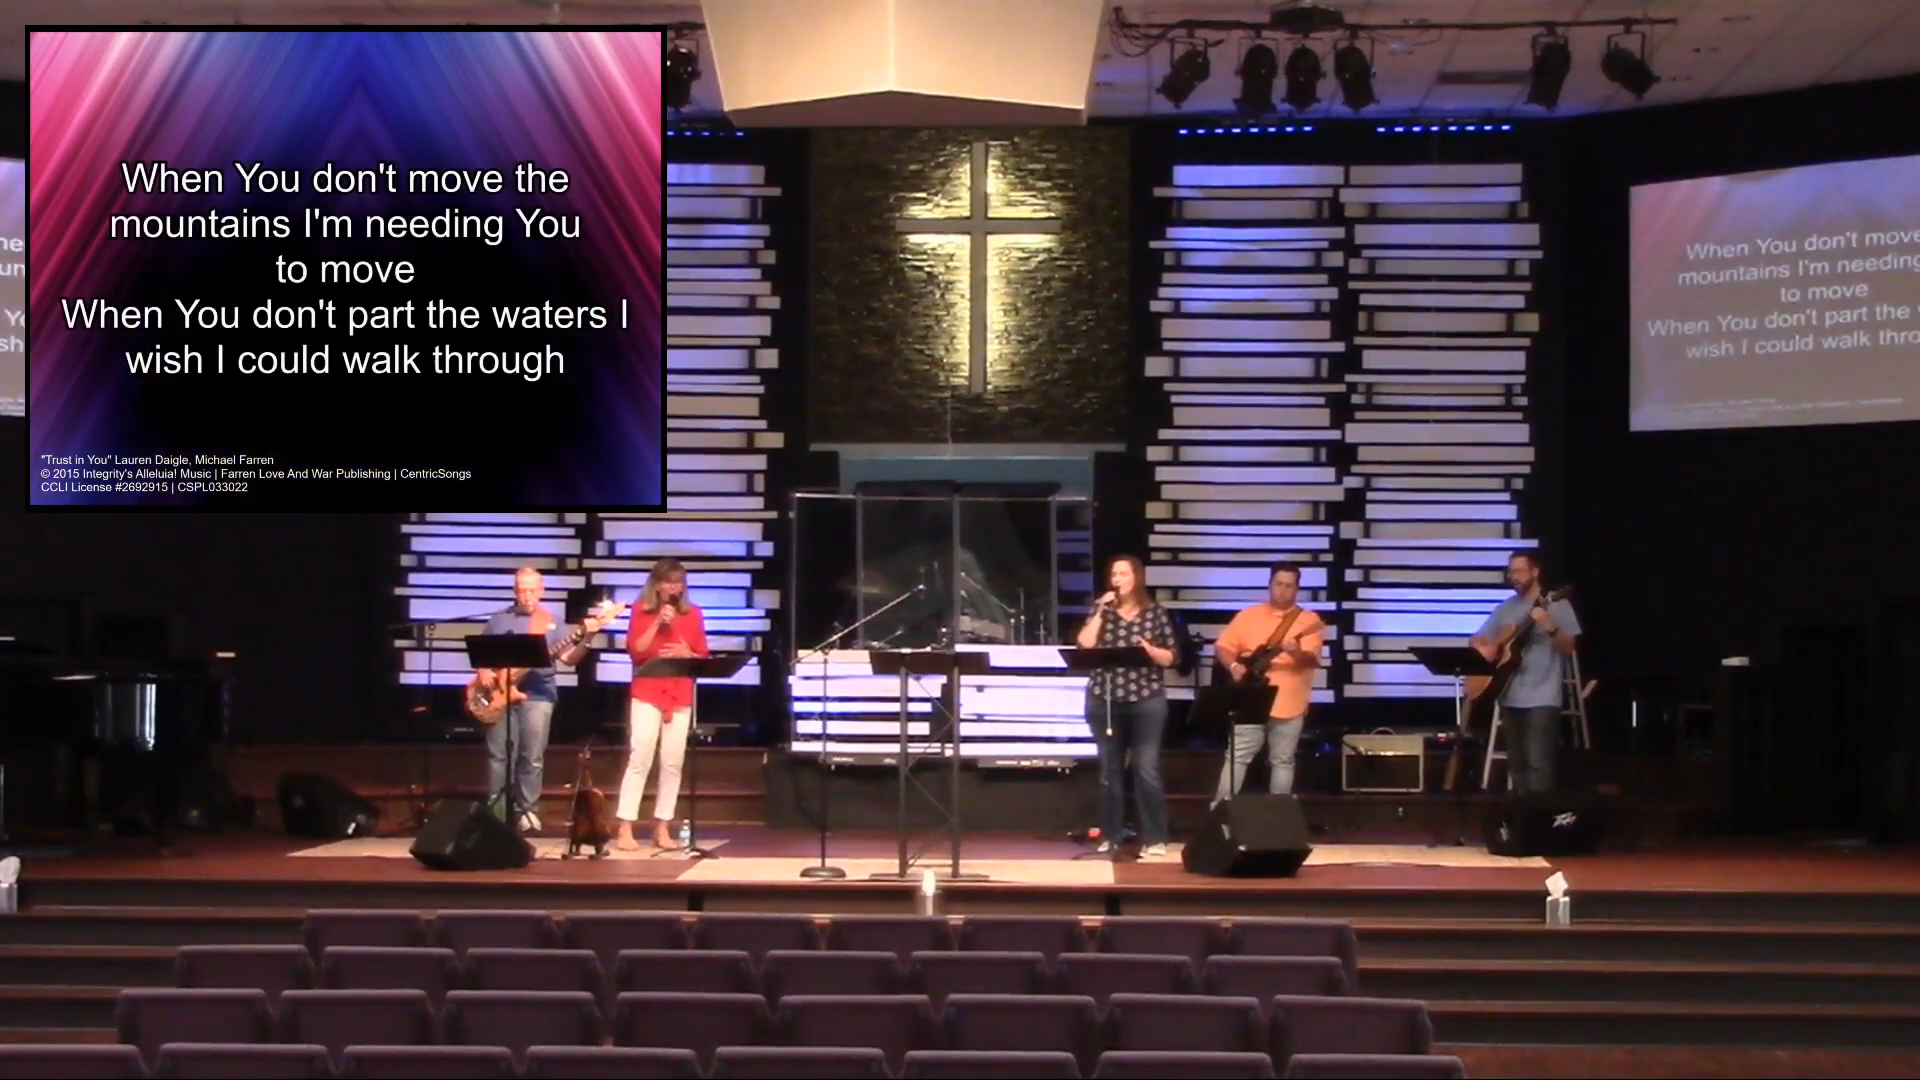 When You don't move the
mountains I'm needing You
to move
When You don't part the waters I
wish I could walk through
"Trust in You" Lauren Daigle, Michael Farren
© 2015 Integrity's Alleluia! Music | Farren Love And War Publishing | CentricSongs
CCLI License #2692915 | CSPL033022
When You don't move
mountains I'm needing
to move
When You don't part the
wish I could walk thro